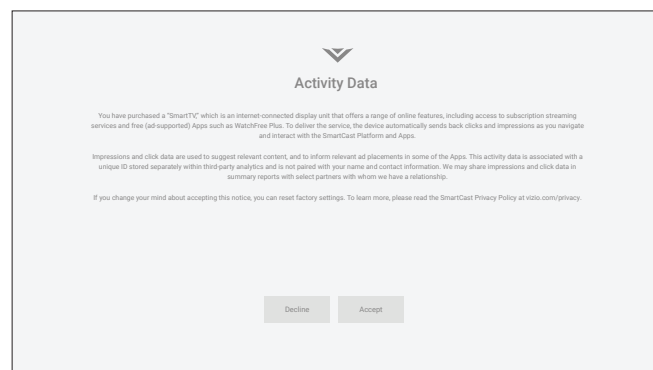 Activity Data
You have purchased a "SmartTV," which is an internet-connected display unit that offers a range of online features, including access to subscription streaming
services and free (ad-supported) Apps such as WatchFree Plus. To deliver the service, the device automatically sends back clicks and impressions as you navigate
and interact with the SmartCast Platform and Apps.
Impressions and click data are used to suggest relevant content, and to inform relevant ad placements in some of the Apps. This activity data is associated with a
unique ID stored separately within third-party analytics and is not paired with your name and contact information. We may share impressions and click data in
summary reports with select partners with whom we have a relationship.
If you change your mind about accepting this notice, you can reset factory settings. To learn more, please read the SmartCast Privacy Policy at vizio.com/privacy.
Decline Accept